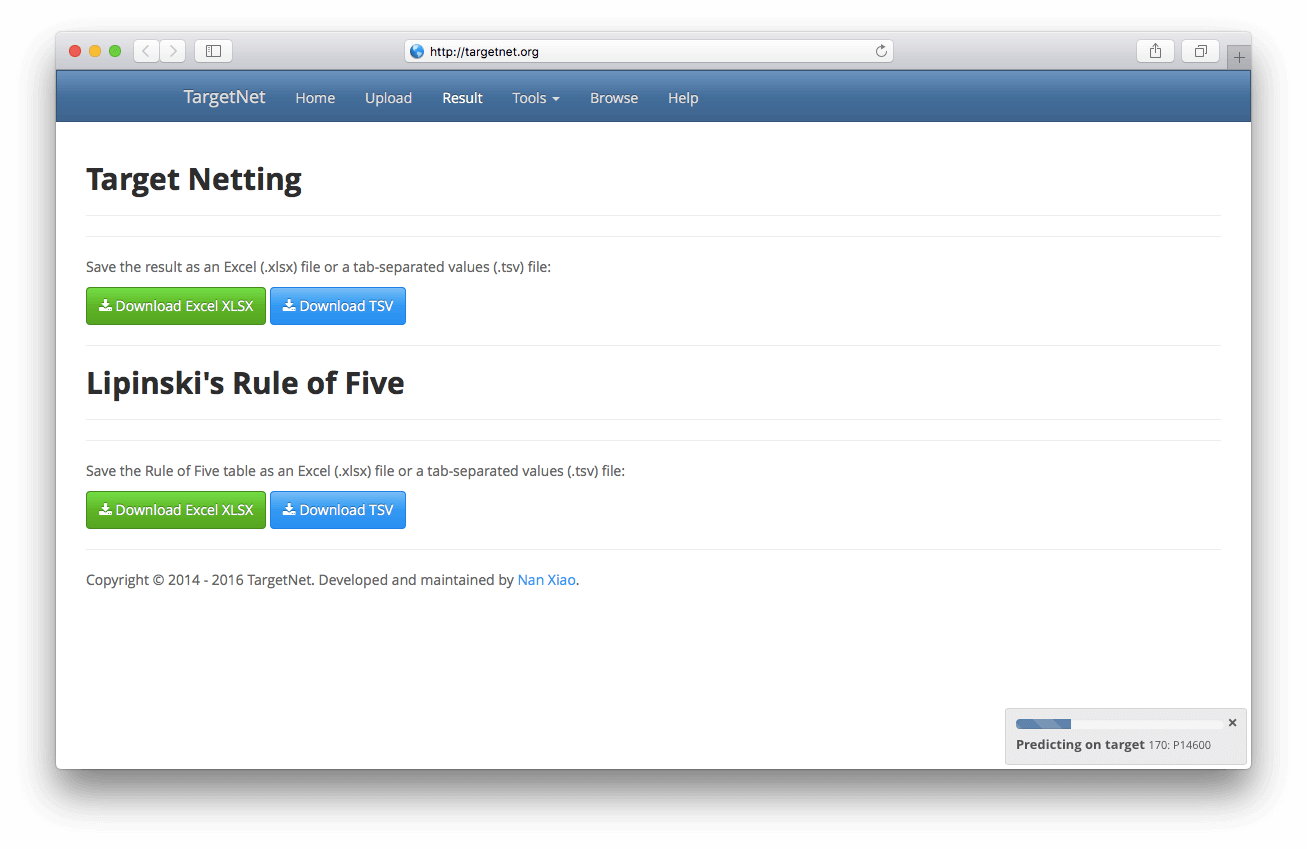 http://targetnet.org
TargetNet Home Upload Result Tools Browse Help
Target Netting
Save the result as an Excel (.xlsx) file or a tab-separated values (.tsv) file:
Download Excel XLSX Download TSV
Lipinski's Rule of Five
Save the Rule of Five table as an Excel (.xlsx) file or a tab-separated values (.tsv) file:
Download Excel XLSX Download TSV
Copyright © 2014 - 2016 TargetNet. Developed and maintained by Nan Xiao.
Predicting on target 170: P14600